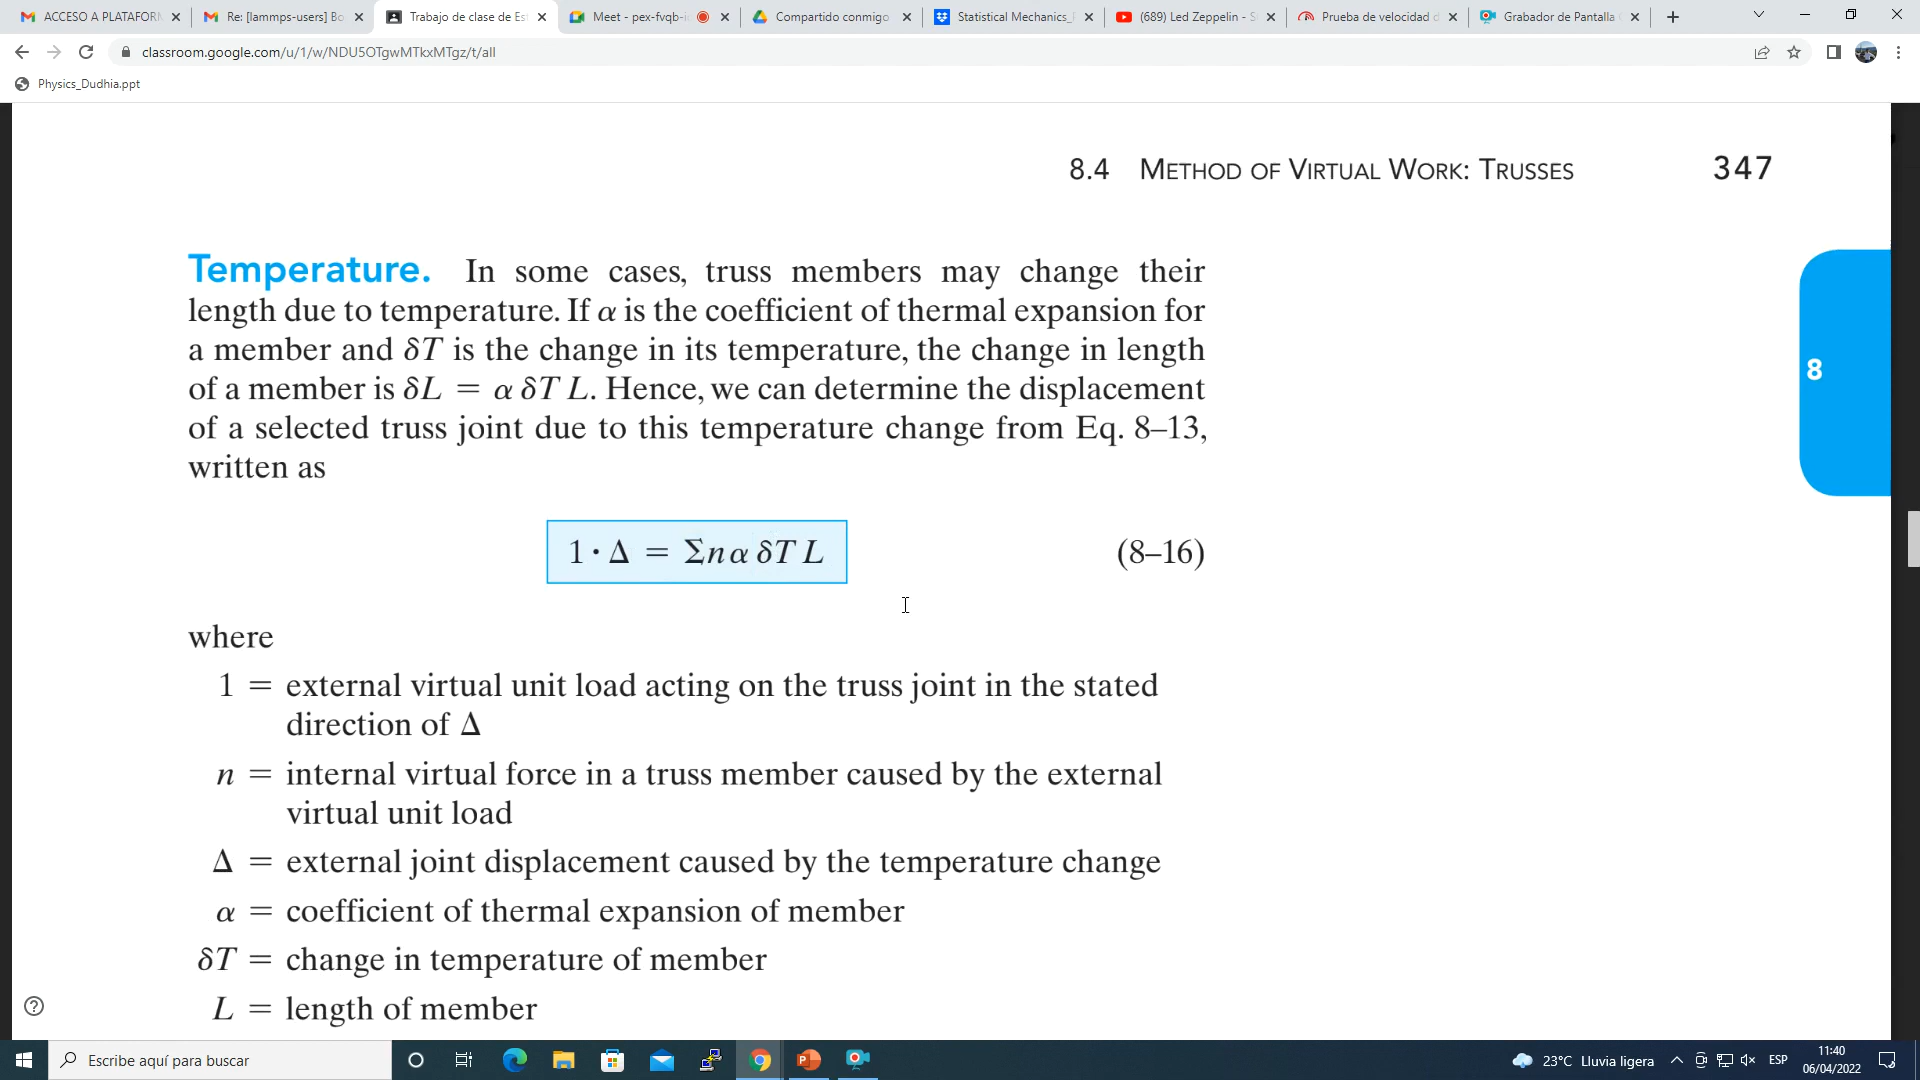 ACCESO A PLATAFORM
Re: [lammps-users] Bo
Trabajo de clase de Es
Meet - pex-fvqb-i
Compartido conmigo
Statistical Mechanics_
(689) Led Zeppelin - S
Prueba de velocidad d
Grabador de Pantalla
classroom.google.com/u/1/w/NDU5OTgwMTkxMTgz/t/all
Physics_Dudhia.ppt
8.4 METHOD OF VIRTUAL WORK: TRUSSES 347
Temperature. In some cases, truss members may change their
length due to temperature. If α is the coefficient of thermal expansion for
a member and δT is the change in its temperature, the change in length
of a member is δL = α δT L. Hence, we can determine the displacement
of a selected truss joint due to this temperature change from Eq. 8–13,
written as
8
1 · Δ = Σnα δT L (8–16)
where
1 = external virtual unit load acting on the truss joint in the stated
direction of Δ
n = internal virtual force in a truss member caused by the external
virtual unit load
Δ = external joint displacement caused by the temperature change
α = coefficient of thermal expansion of member
δT = change in temperature of member
L = length of member
Escribe aquí para buscar
23°C Lluvia ligera
ESP
11:40
06/04/2022